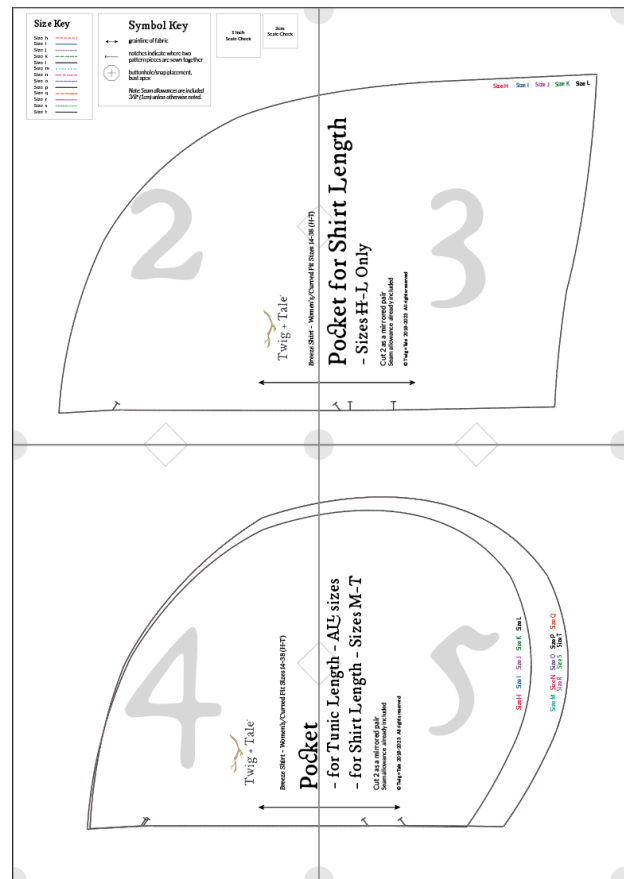 Size Key
Size h
Size i
Size j
Size k
Size l
Size m
Size n
Size o
Size p
Size q
Size r
Size s
Size t
Symbol Key
grainline of fabric
notches indicate where two
pattern pieces are sewn together
buttonhole/snap placement,
bust apex
Note: Seam allowances are included
3/8" (1cm) unless otherwise noted.
1 Inch
Scale Check
2cm
Scale Check
Size H Size I Size J Size K Size L
2
3
Twig + Tale
Breeze Shirt - Women's/Curved Fit Sizes 14-38 (H-T)
Pocket for Shirt Length
- Sizes H-L Only
Cut 2 as a mirrored pair
Seam allowance already included
© Twig + Tale 2018-2023 All rights reserved
4
5
Twig + Tale
Breeze Shirt - Women's/Curved Fit Sizes 14-38 (H-T)
Pocket
- for Tunic Length - ALL sizes
- for Shirt Length - Sizes M-T
Cut 2 as a mirrored pair
Seam allowance already included
© Twig + Tale 2018-2023 All rights reserved
Size H Size I Size J Size K Size L
Size M Size N Size O Size P Size Q
Size R Size S Size T